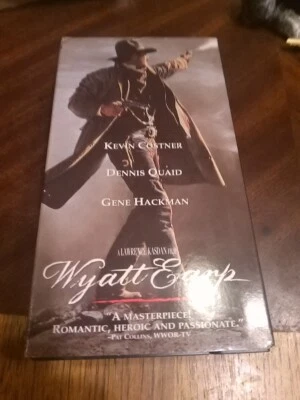 KEVIN COSTNER
DENNIS QUAID
GENE HACKMAN
A LAWRENCE KASDAN FILM
Wyatt Earp
"A MASTERPIECE!
ROMANTIC, HEROIC AND PASSIONATE."
-PAT COLLINS, WWOR-TV